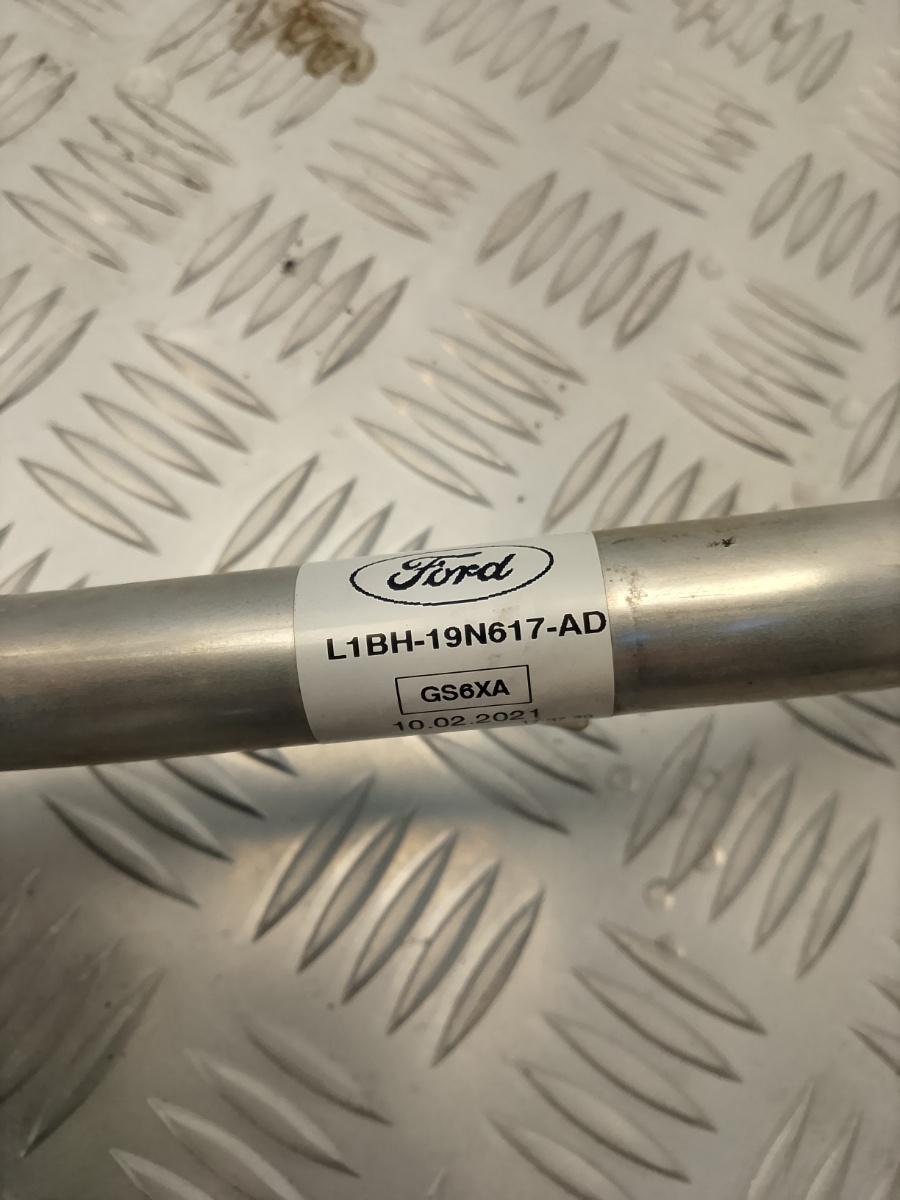 Ford
L1BH-19N617-AD
GS6XA
10.02.2021